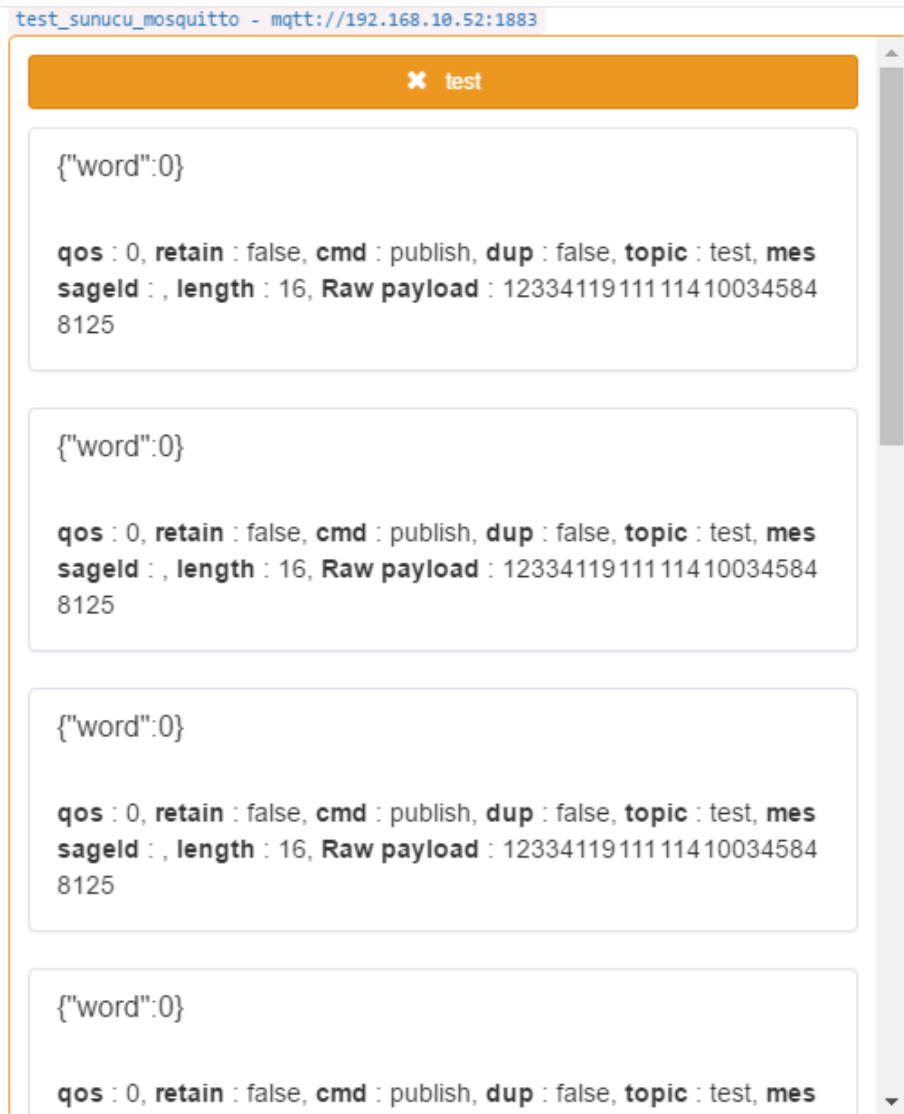 test_sunucu_mosquitto - mqtt://192.168.10.52:1883
✖ test
{"word":0}
qos : 0, retain : false, cmd : publish, dup : false, topic : test, mes
sageId : , length : 16, Raw payload : 1233411911111410034584
8125
{"word":0}
qos : 0, retain : false, cmd : publish, dup : false, topic : test, mes
sageId : , length : 16, Raw payload : 1233411911111410034584
8125
{"word":0}
qos : 0, retain : false, cmd : publish, dup : false, topic : test, mes
sageId : , length : 16, Raw payload : 1233411911111410034584
8125
{"word":0}
qos : 0, retain : false, cmd : publish, dup : false, topic : test, mes